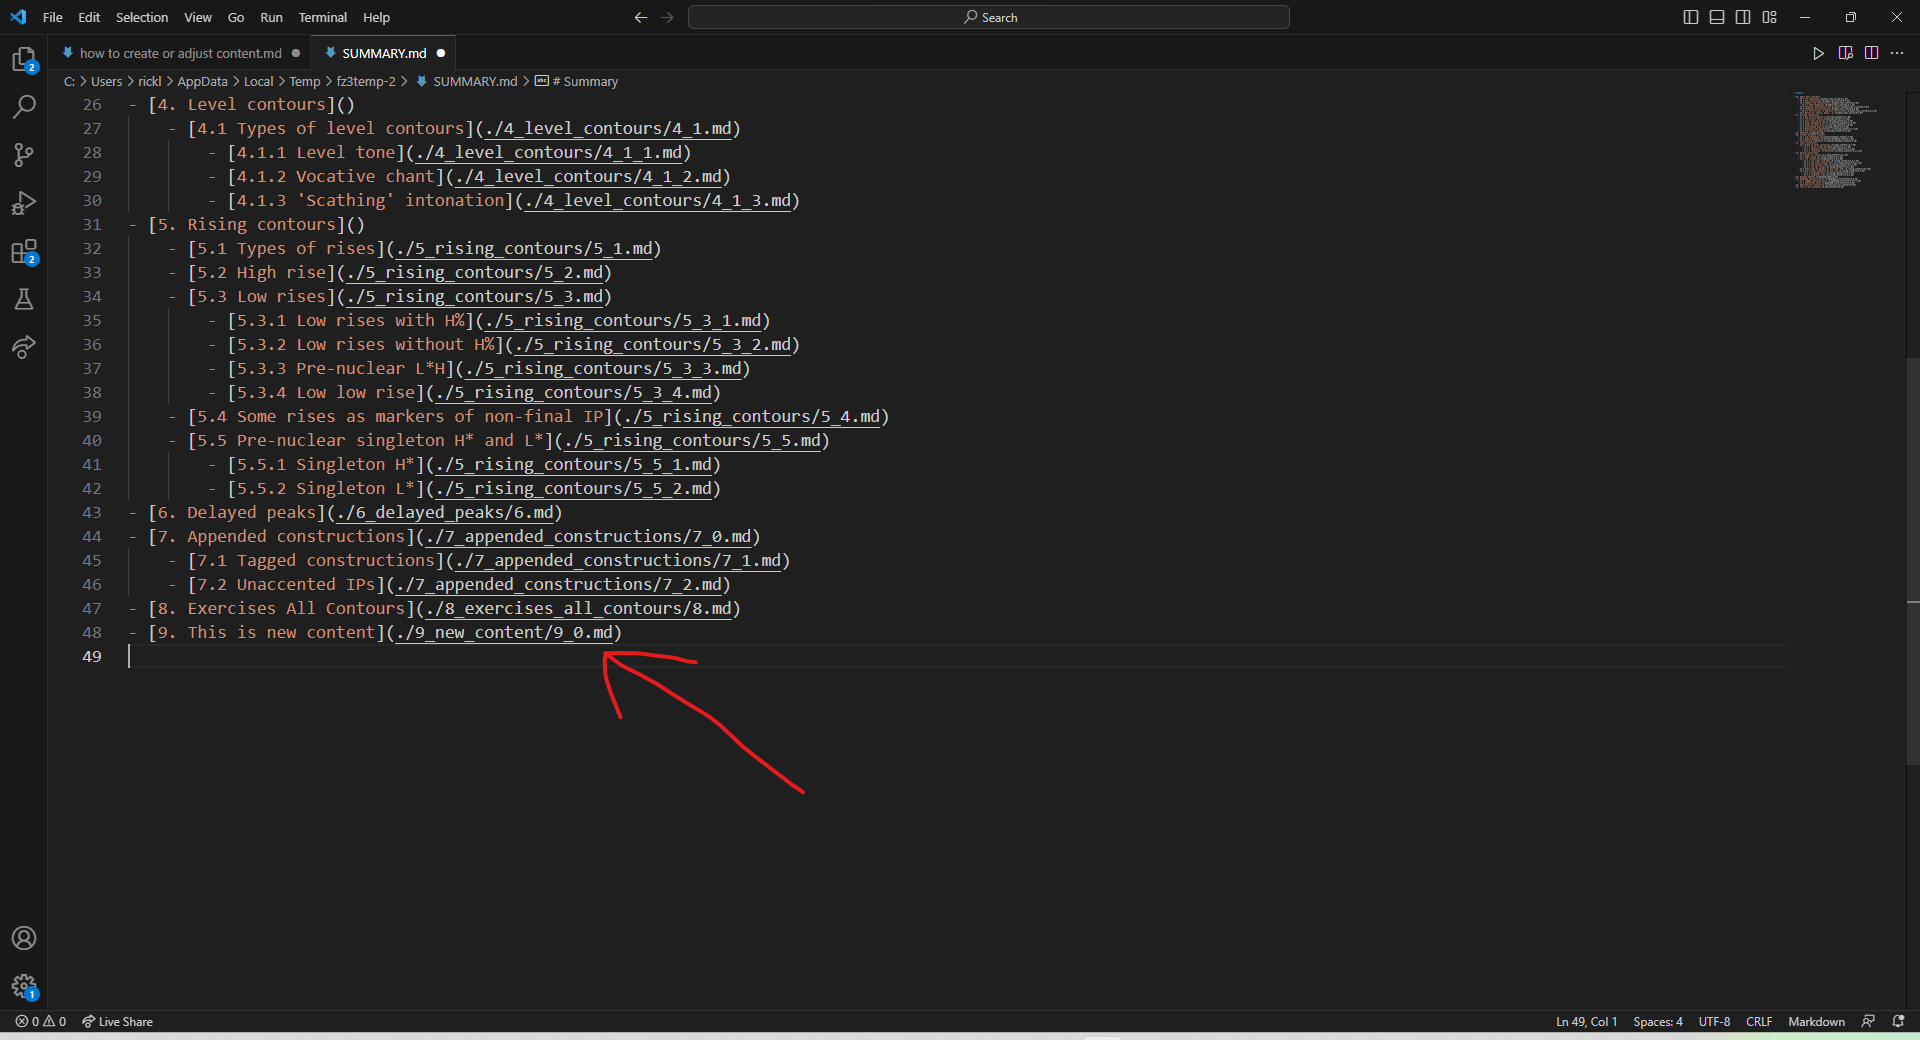 File Edit Selection View Go Run Terminal Help
Search
how to create or adjust content.md
SUMMARY.md
C: > Users > rickl > AppData > Local > Temp > fz3temp-2 > SUMMARY.md > abc # Summary
26 - [4. Level contours]()
27 - [4.1 Types of level contours](./4_level_contours/4_1.md)
28 - [4.1.1 Level tone](./4_level_contours/4_1_1.md)
29 - [4.1.2 Vocative chant](./4_level_contours/4_1_2.md)
30 - [4.1.3 'Scathing' intonation](./4_level_contours/4_1_3.md)
31 - [5. Rising contours]()
32 - [5.1 Types of rises](./5_rising_contours/5_1.md)
33 - [5.2 High rise](./5_rising_contours/5_2.md)
34 - [5.3 Low rises](./5_rising_contours/5_3.md)
35 - [5.3.1 Low rises with H%](./5_rising_contours/5_3_1.md)
36 - [5.3.2 Low rises without H%](./5_rising_contours/5_3_2.md)
37 - [5.3.3 Pre-nuclear L*H](./5_rising_contours/5_3_3.md)
38 - [5.3.4 Low low rise](./5_rising_contours/5_3_4.md)
39 - [5.4 Some rises as markers of non-final IP](./5_rising_contours/5_4.md)
40 - [5.5 Pre-nuclear singleton H* and L*](./5_rising_contours/5_5.md)
41 - [5.5.1 Singleton H*](./5_rising_contours/5_5_1.md)
42 - [5.5.2 Singleton L*](./5_rising_contours/5_5_2.md)
43 - [6. Delayed peaks](./6_delayed_peaks/6.md)
44 - [7. Appended constructions](./7_appended_constructions/7_0.md)
45 - [7.1 Tagged constructions](./7_appended_constructions/7_1.md)
46 - [7.2 Unaccented IPs](./7_appended_constructions/7_2.md)
47 - [8. Exercises All Contours](./8_exercises_all_contours/8.md)
48 - [9. This is new content](./9_new_content/9_0.md)
49
2
2
1
0 0 Live Share
Ln 49, Col 1 Spaces: 4 UTF-8 CRLF Markdown